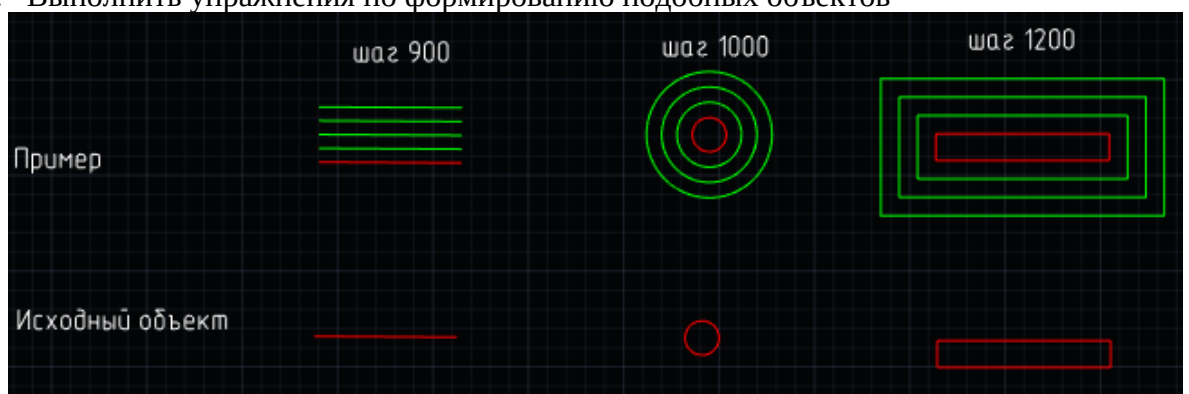 Выполнить упражнения по формированию подобных объектов
шаг 900
шаг 1000
шаг 1200
Пример
Исходный объект